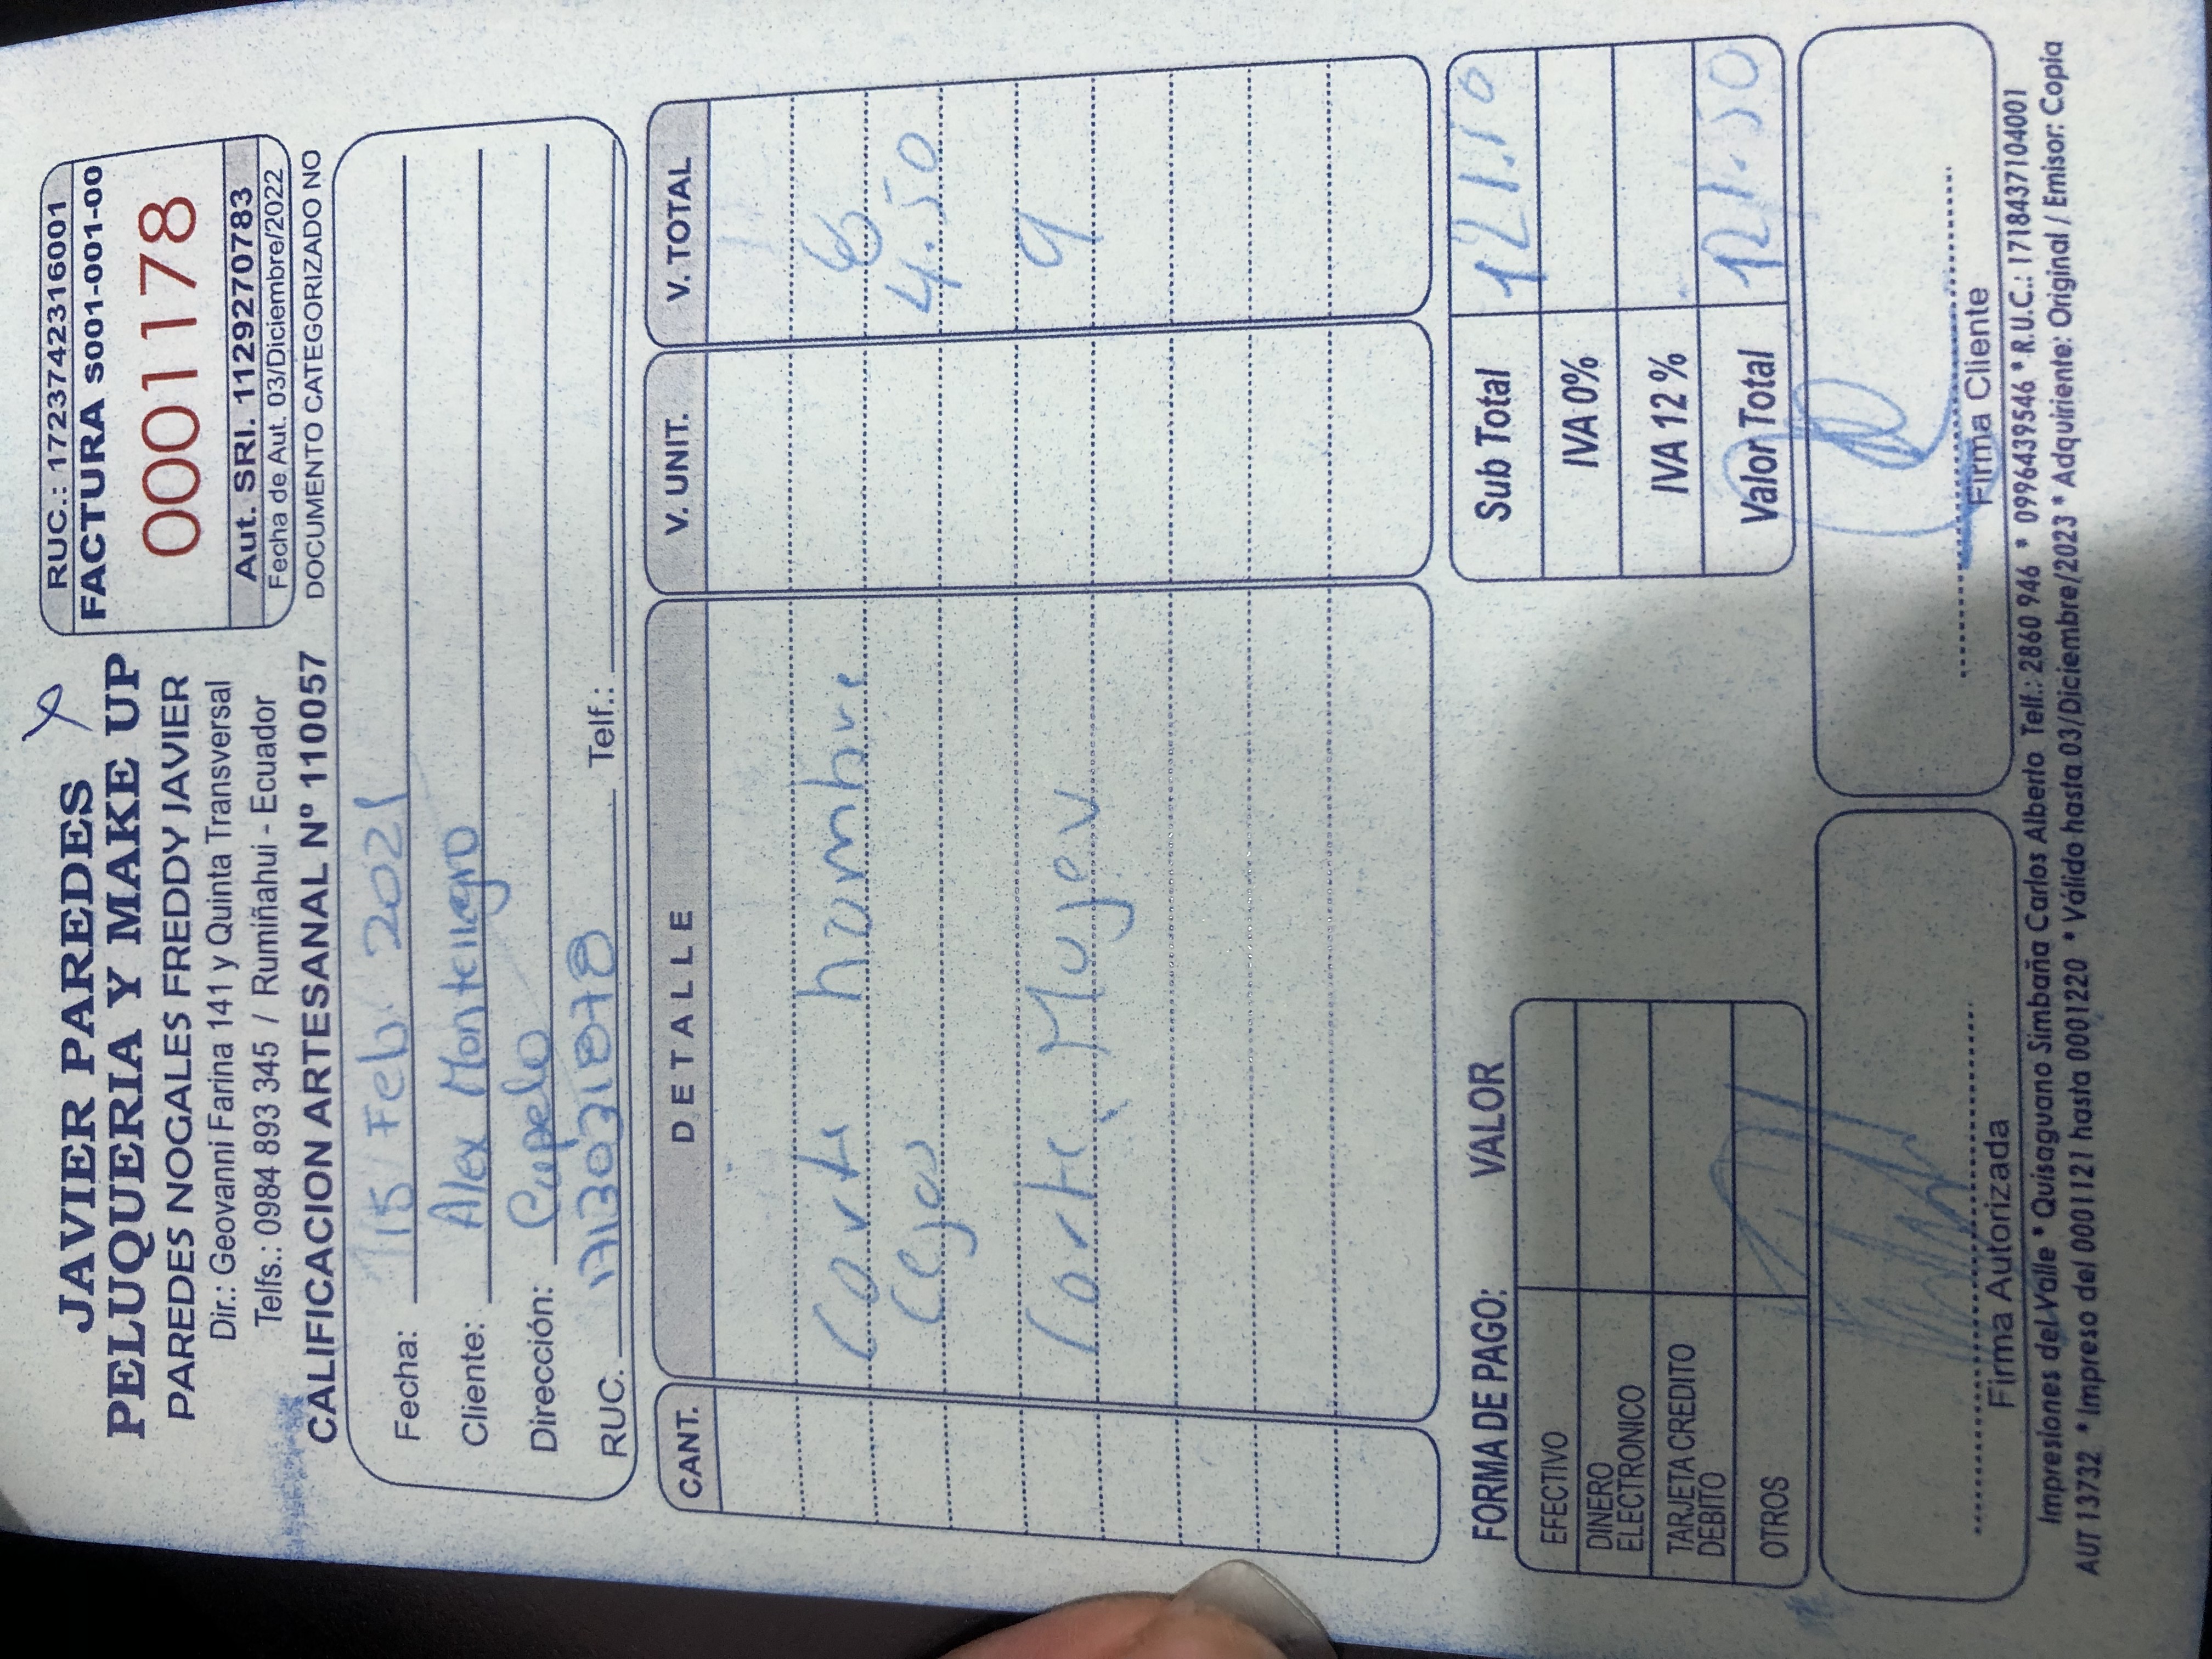 JAVIER PAREDES
PELUQUERIA Y MAKE UP
PAREDES NOGALES FREDDY JAVIER
Dir.: Geovanni Farina 141 y Quinta Transversal
Telfs.: 0984 893 345 / Rumiñahui - Ecuador
CALIFICACION ARTESANAL Nº 110057
RUC.: 1723742316001
FACTURA S001-001-00
0001178
Aut. SRI. 1129270783
Fecha de Aut. 03/Diciembre/2022
DOCUMENTO CATEGORIZADO NO
Fecha: 15 Feb. 2021
Cliente: Alex Montenegro
Dirección:
RUC. 1713031878 Telf.:
CANT. DETALLE V. UNIT. V. TOTAL
Corte hombre
Cejas 4.50
Corte Mujer 9
FORMA DE PAGO: VALOR
EFECTIVO
DINERO ELECTRONICO
TARJETA CREDITO DEBITO
OTROS
Sub Total
IVA 0%
IVA 12 %
Valor Total 121.50
Firma Autorizada
Firma Cliente
Impresiones del Valle * Quisaguano Simbaña Carlos Alberto Telf.: 2860 946 * 0996439546 * R.U.C.: 1718437104001
AUT 13732 * Impreso del 0001121 hasta 0001220 * Válido hasta 03/Diciembre/2023 * Adquiriente: Original / Emisor: Copia